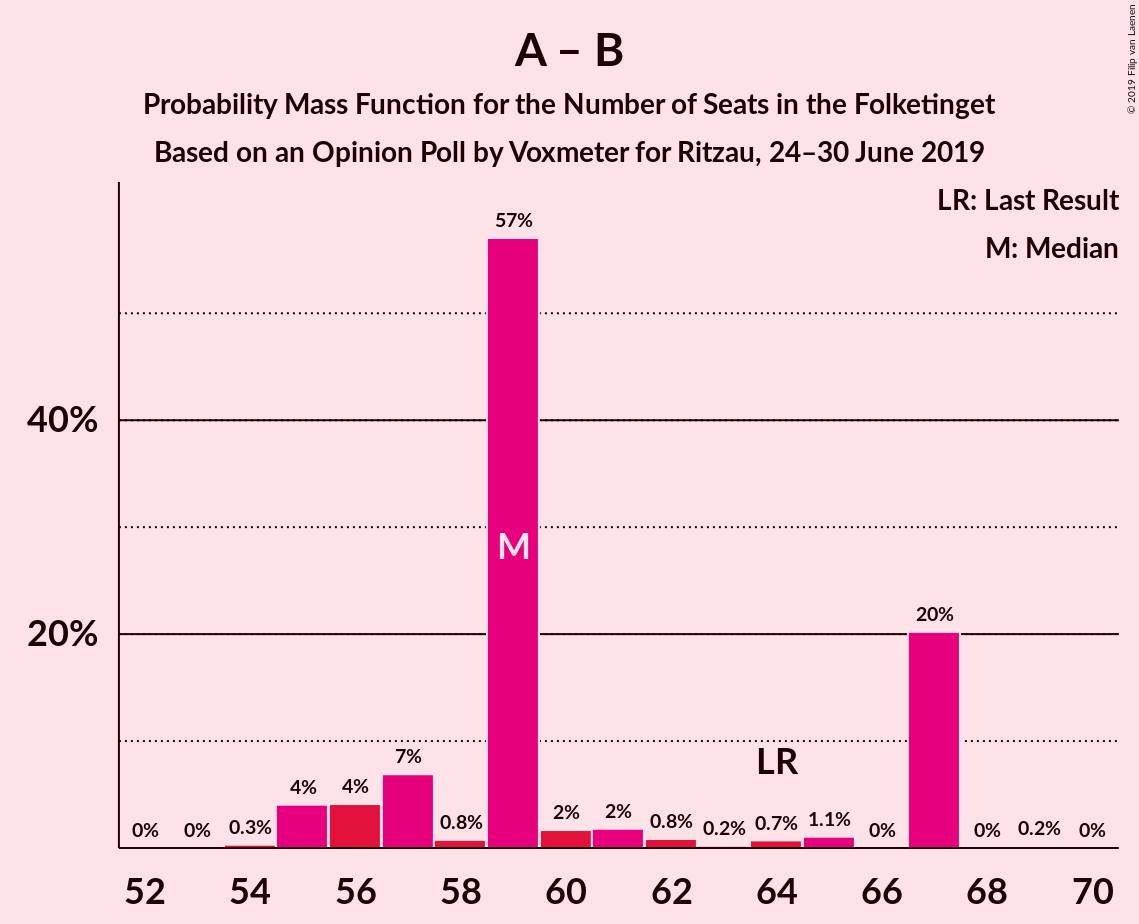 A – B
Probability Mass Function for the Number of Seats in the Folketinget
Based on an Opinion Poll by Voxmeter for Ritzau, 24–30 June 2019
© 2019 Filip van Laenen
LR: Last Result
M: Median
40%
20%
0%
0%
0.3%
4%
4%
7%
0.8%
57%
M
2%
2%
0.8%
0.2%
0.7%
LR
1.1%
0%
20%
0%
0.2%
0%
52 54 56 58 60 62 64 66 68 70